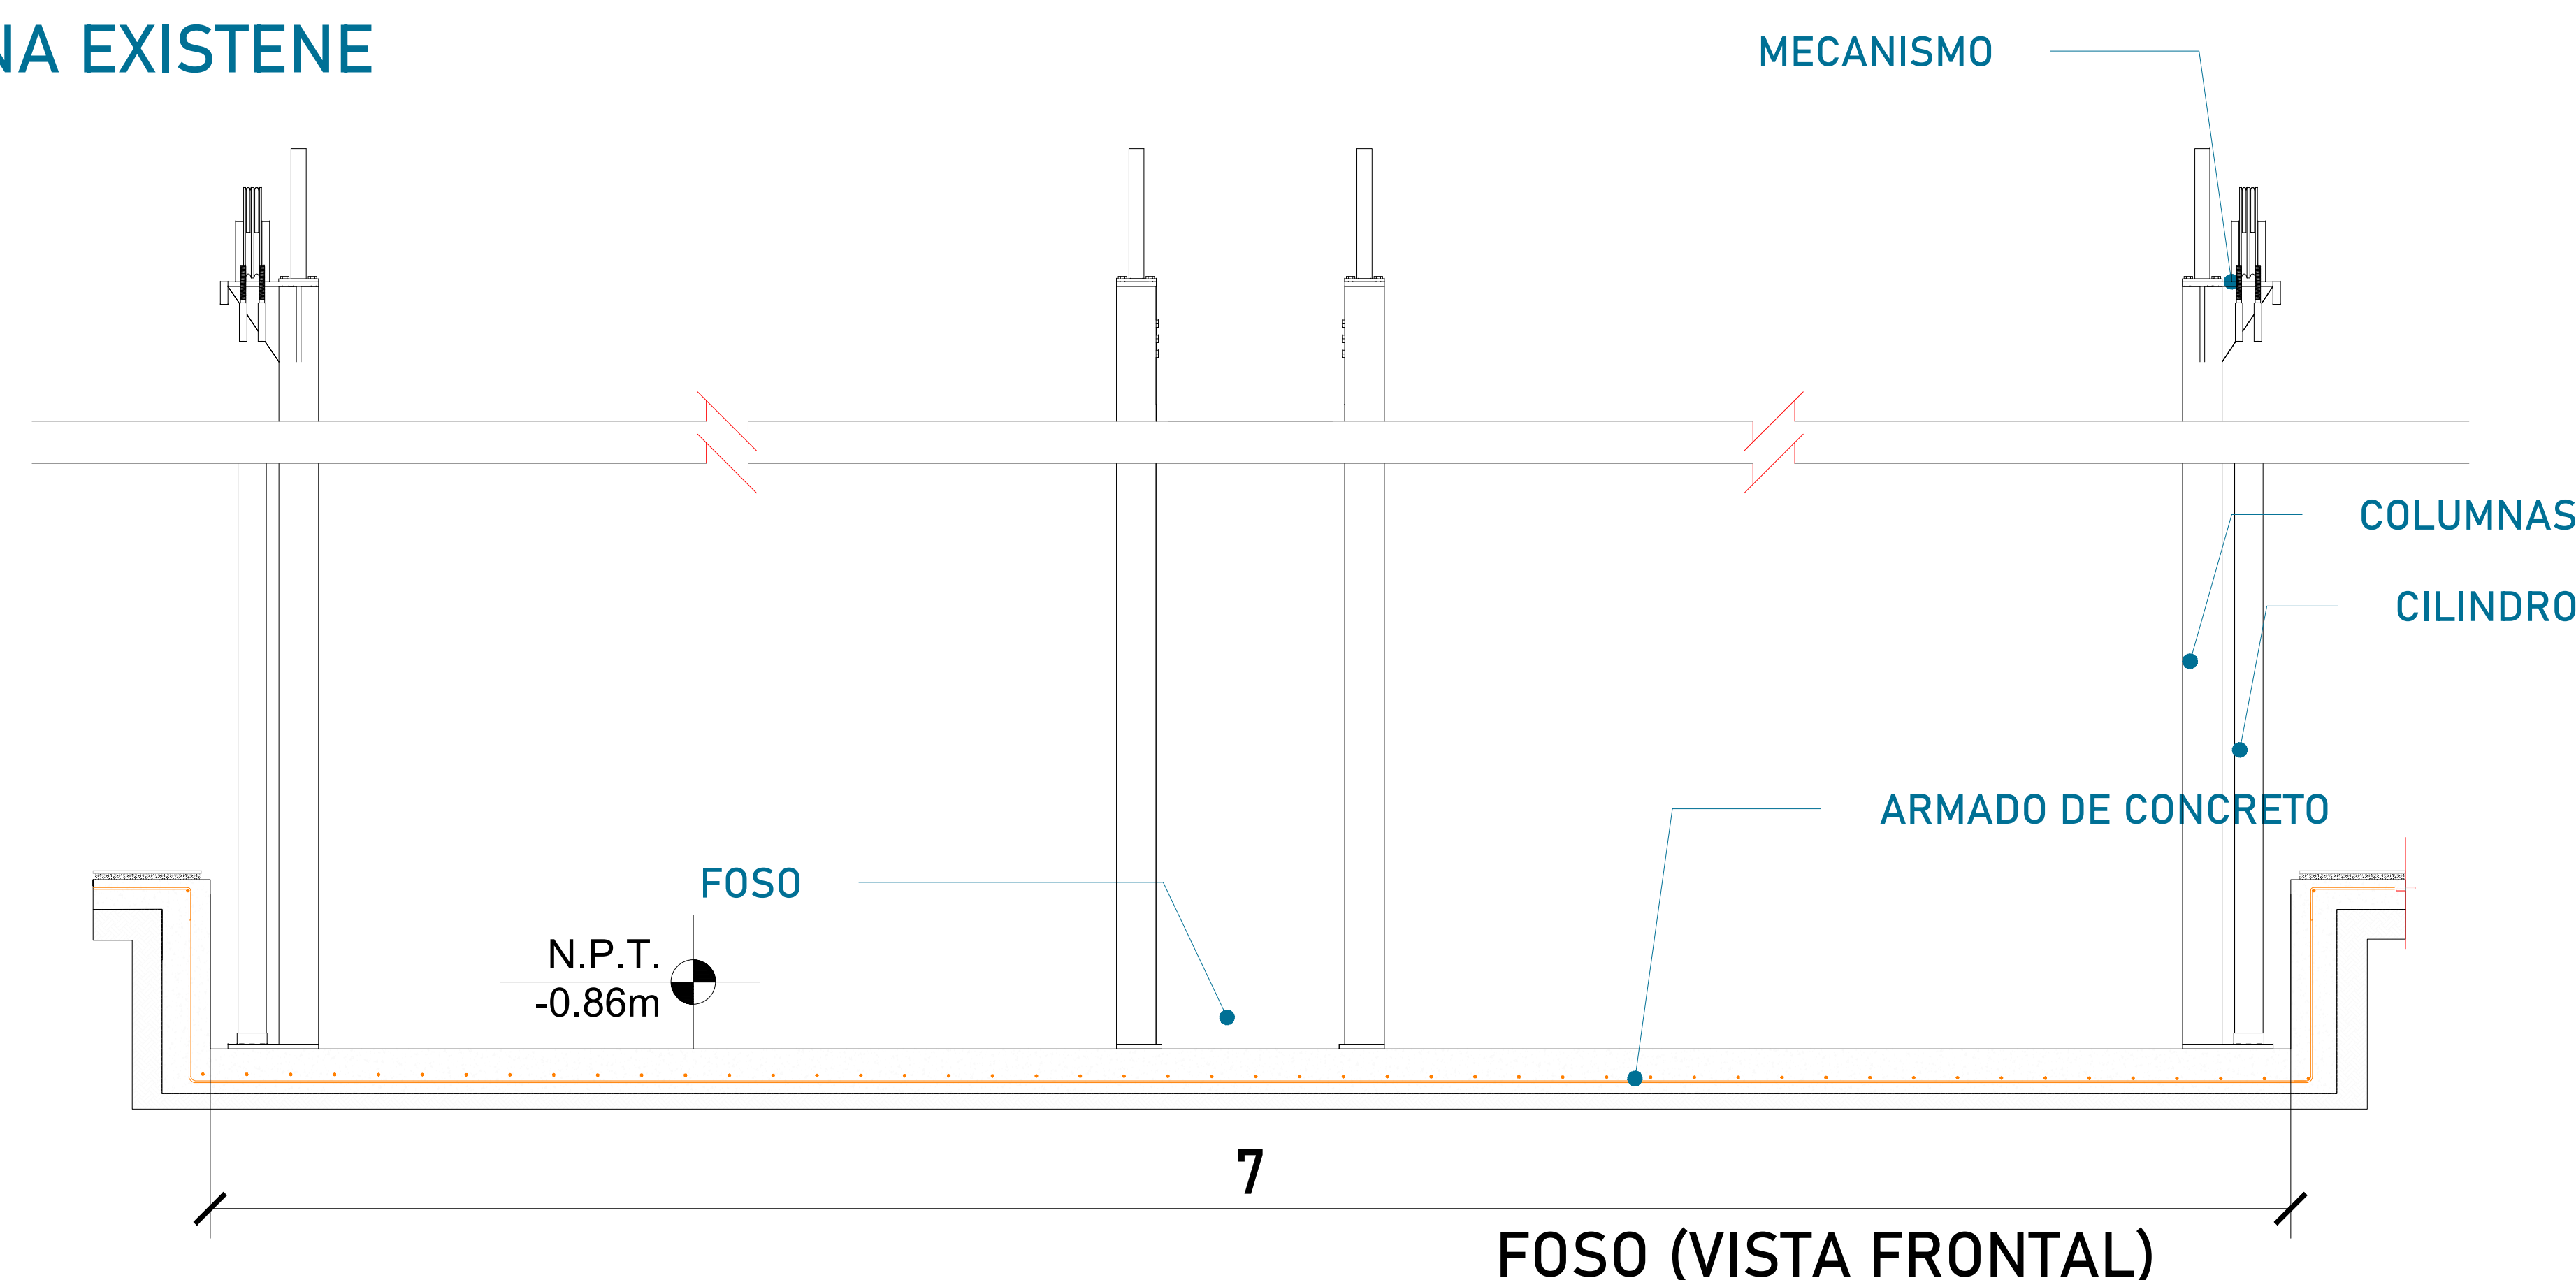 NA EXISTENE
MECANISMO
COLUMNAS
CILINDRO
ARMADO DE CONCRETO
FOSO
N.P.T.
-0.86m
7
FOSO (VISTA FRONTAL)